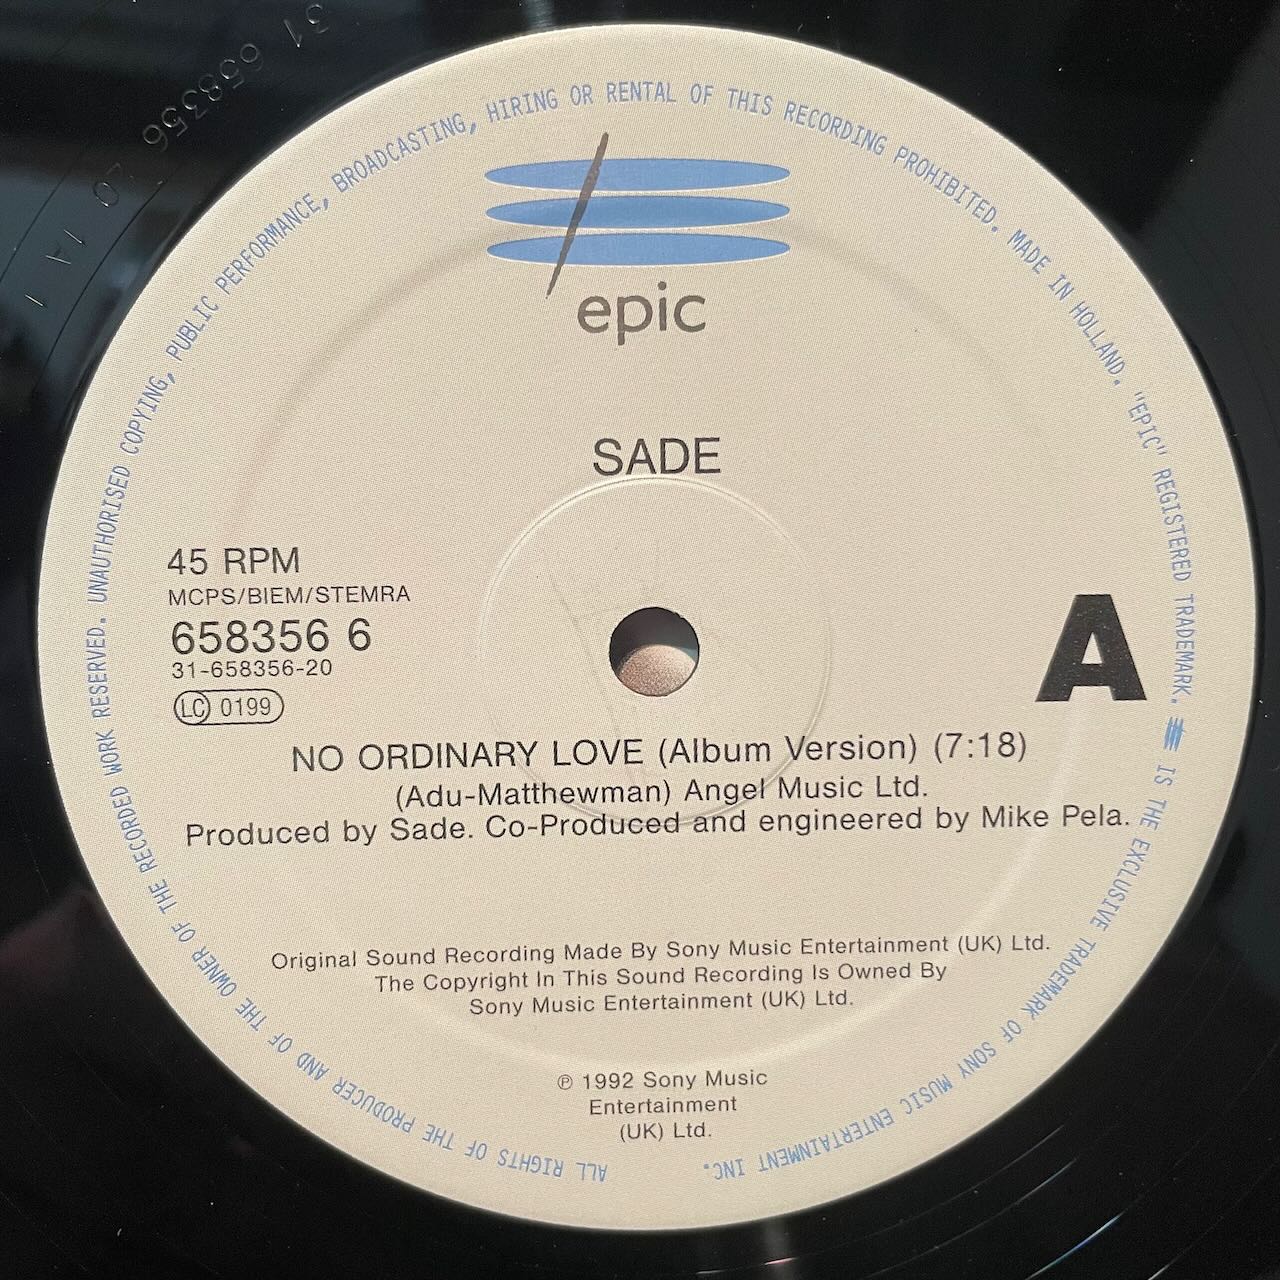 epic
SADE
45 RPM
MCPS/BIEM/STEMRA
658356 6
31-658356-20
LC 0199
A
NO ORDINARY LOVE (Album Version) (7:18)
(Adu-Matthewman) Angel Music Ltd.
Produced by Sade. Co-Produced and engineered by Mike Pela.
Original Sound Recording Made By Sony Music Entertainment (UK) Ltd.
The Copyright In This Sound Recording Is Owned By
Sony Music Entertainment (UK) Ltd.
℗ 1992 Sony Music
Entertainment
(UK) Ltd.
ALL RIGHTS OF THE PRODUCER AND OF THE OWNER OF THE RECORDED WORK RESERVED. UNAUTHORISED COPYING, PUBLIC PERFORMANCE, BROADCASTING, HIRING OR RENTAL OF THIS RECORDING PROHIBITED. MADE IN HOLLAND. "EPIC" REGISTERED TRADEMARK. IS THE EXCLUSIVE TRADEMARK OF SONY MUSIC ENTERTAINMENT INC.
31 658356 20 1A